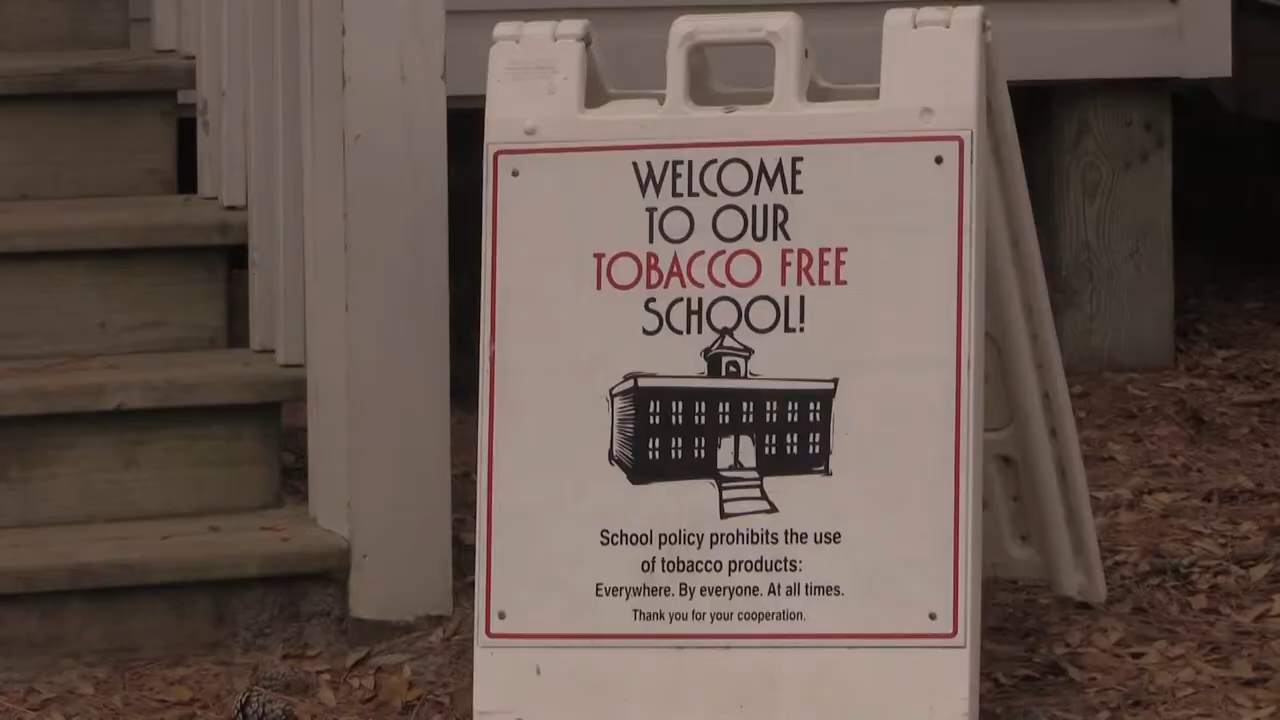 WELCOME
TO OUR
TOBACCO FREE
SCHOOL!
School policy prohibits the use
of tobacco products:
Everywhere. By everyone. At all times.
Thank you for your cooperation.